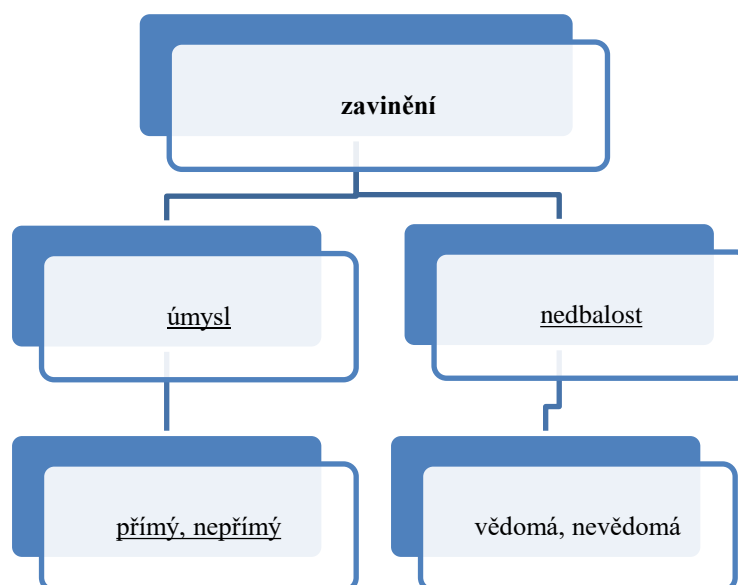 zavinění
úmysl
nedbalost
přímý, nepřímý
vědomá, nevědomá